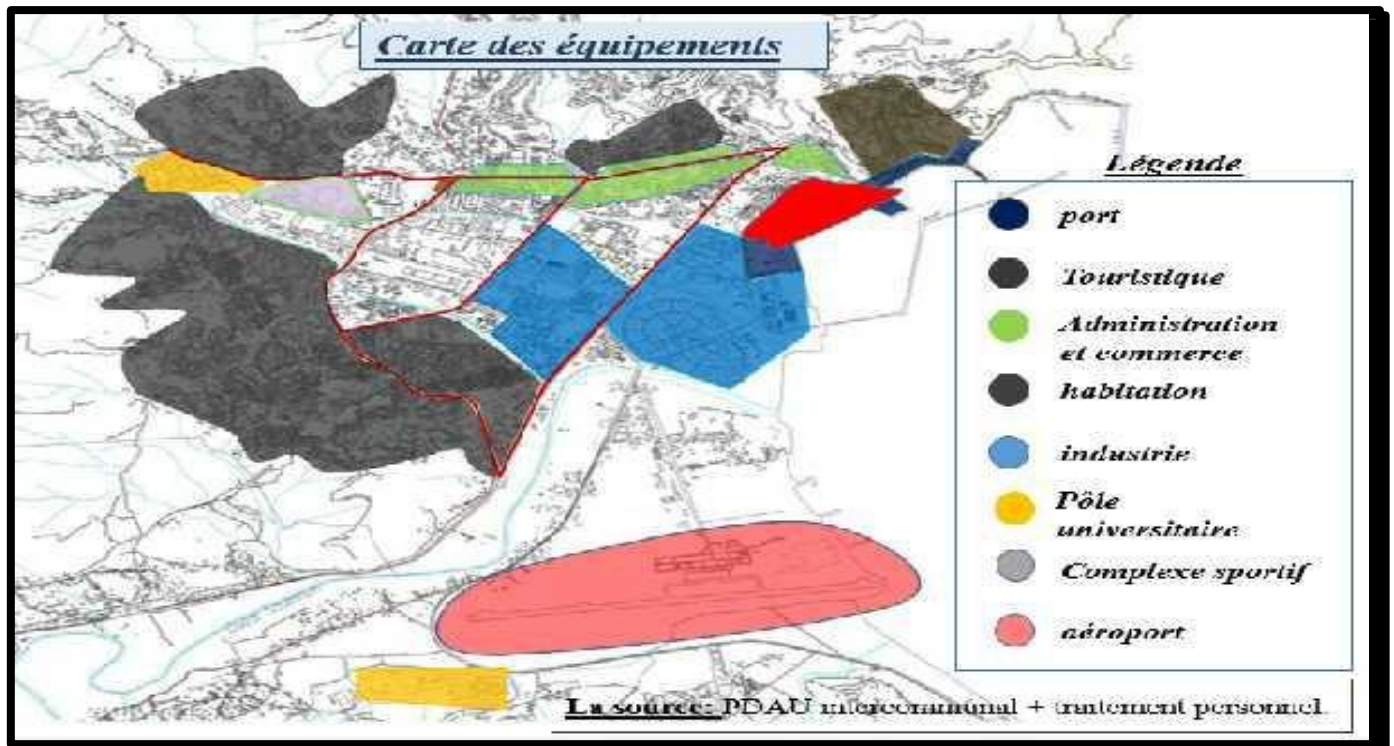 Carte des équipements
Légende
port
Touristique
Administration
et commerce
habitation
industrie
Pôle
universitaire
Complexe sportif
aéroport
La source: PDAU intercommunal + traitement personnel.